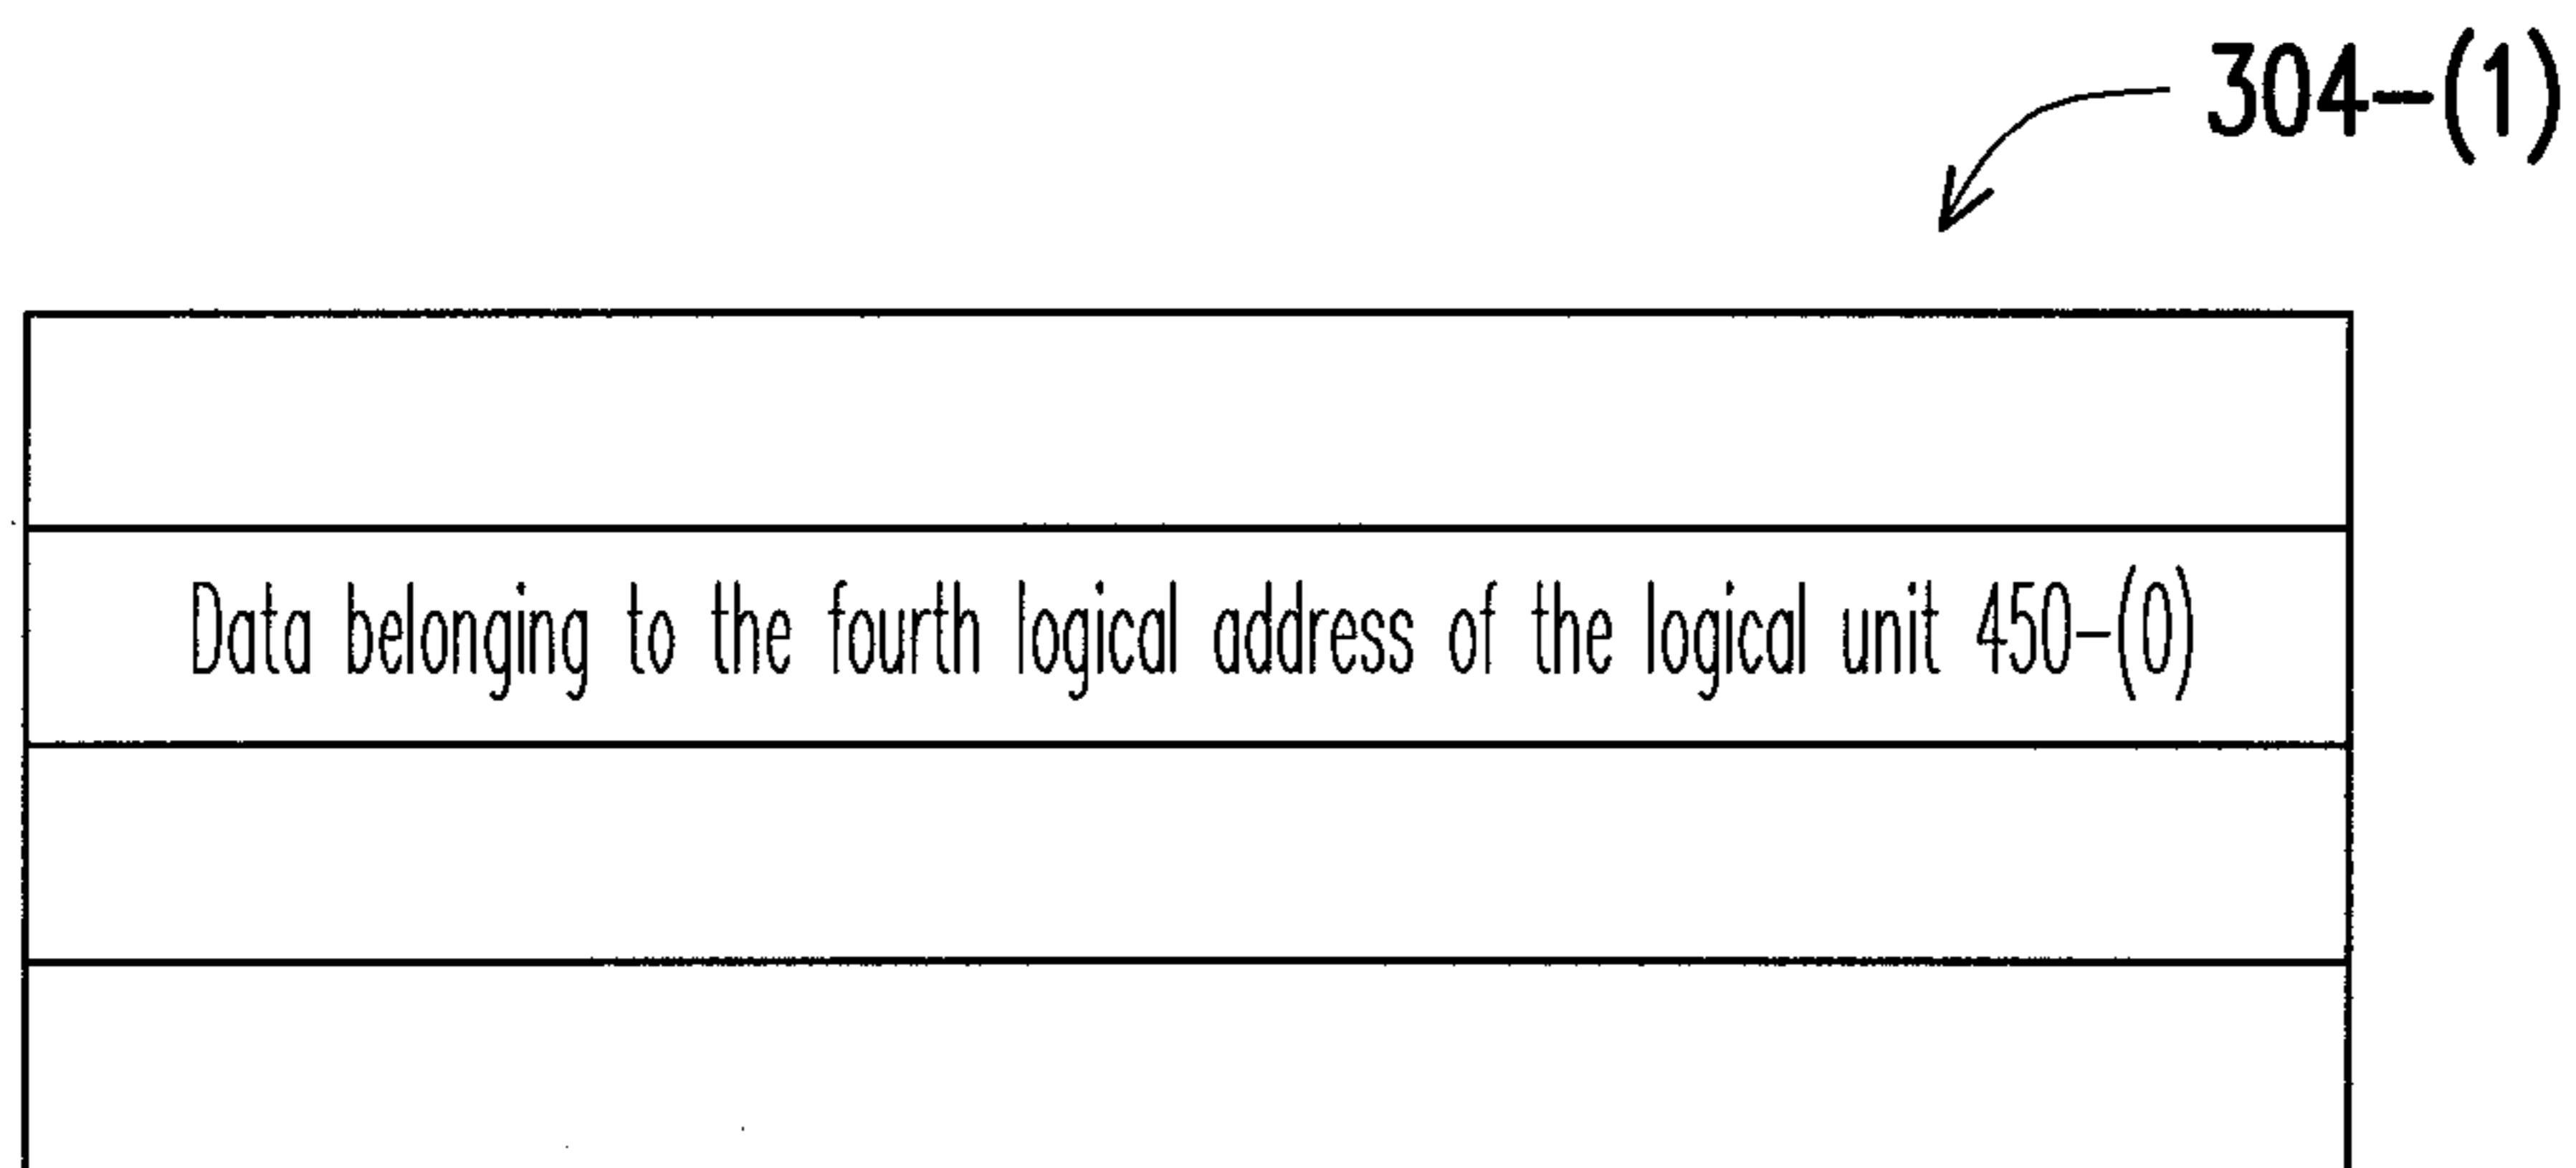 304-(1)
Data belonging to the fourth logical address of the logical unit 450-(0)